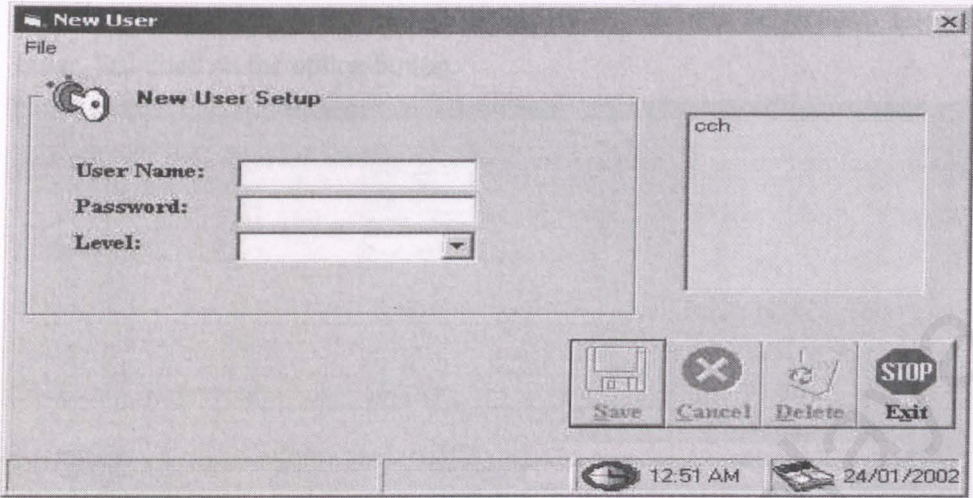 New User
File
New User Setup
cch
User Name:
Password:
Level:
STOP
Save Cancel Delete Exit
12:51 AM 24/01/2002